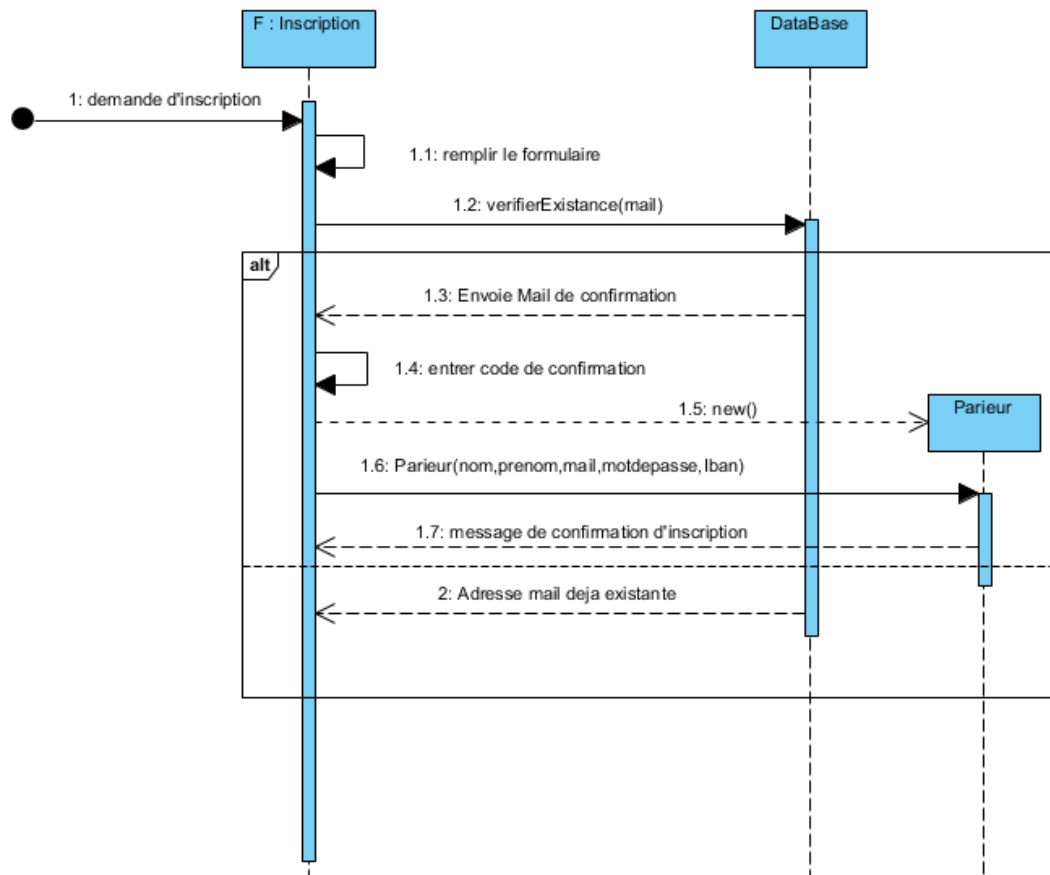 F : Inscription
DataBase
1: demande d'inscription
1.1: remplir le formulaire
1.2: verifierExistance(mail)
alt
1.3: Envoie Mail de confirmation
1.4: entrer code de confirmation
1.5: new()
Parieur
1.6: Parieur(nom,prenom,mail,motdepasse,Iban)
1.7: message de confirmation d'inscription
2: Adresse mail deja existante